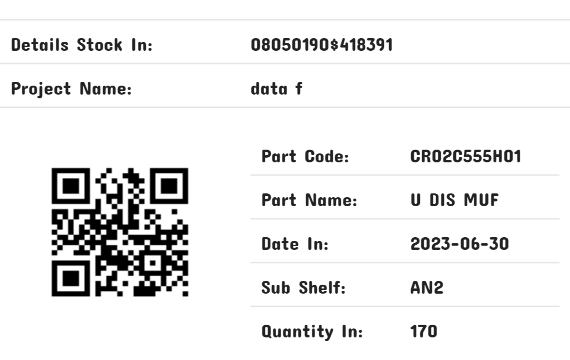 Details Stock In: 08050190$418391
Project Name: data f
Part Code: CR02C555H01
Part Name: U DIS MUF
Date In: 2023-06-30
Sub Shelf: AN2
Quantity In: 170